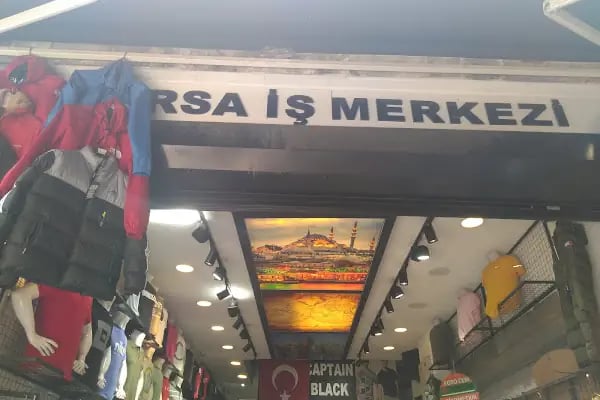 RSA İŞ MERKEZİ
CAPTAIN
BLACK